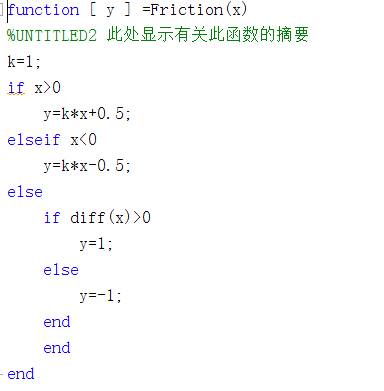 function [ y ] =Friction(x)
%UNTITLED2 此处显示有关此函数的摘要
k=1;
if x>0
    y=k*x+0.5;
elseif x<0
    y=k*x-0.5;
else
    if diff(x)>0
        y=1;
    else
        y=-1;
    end
    end
end